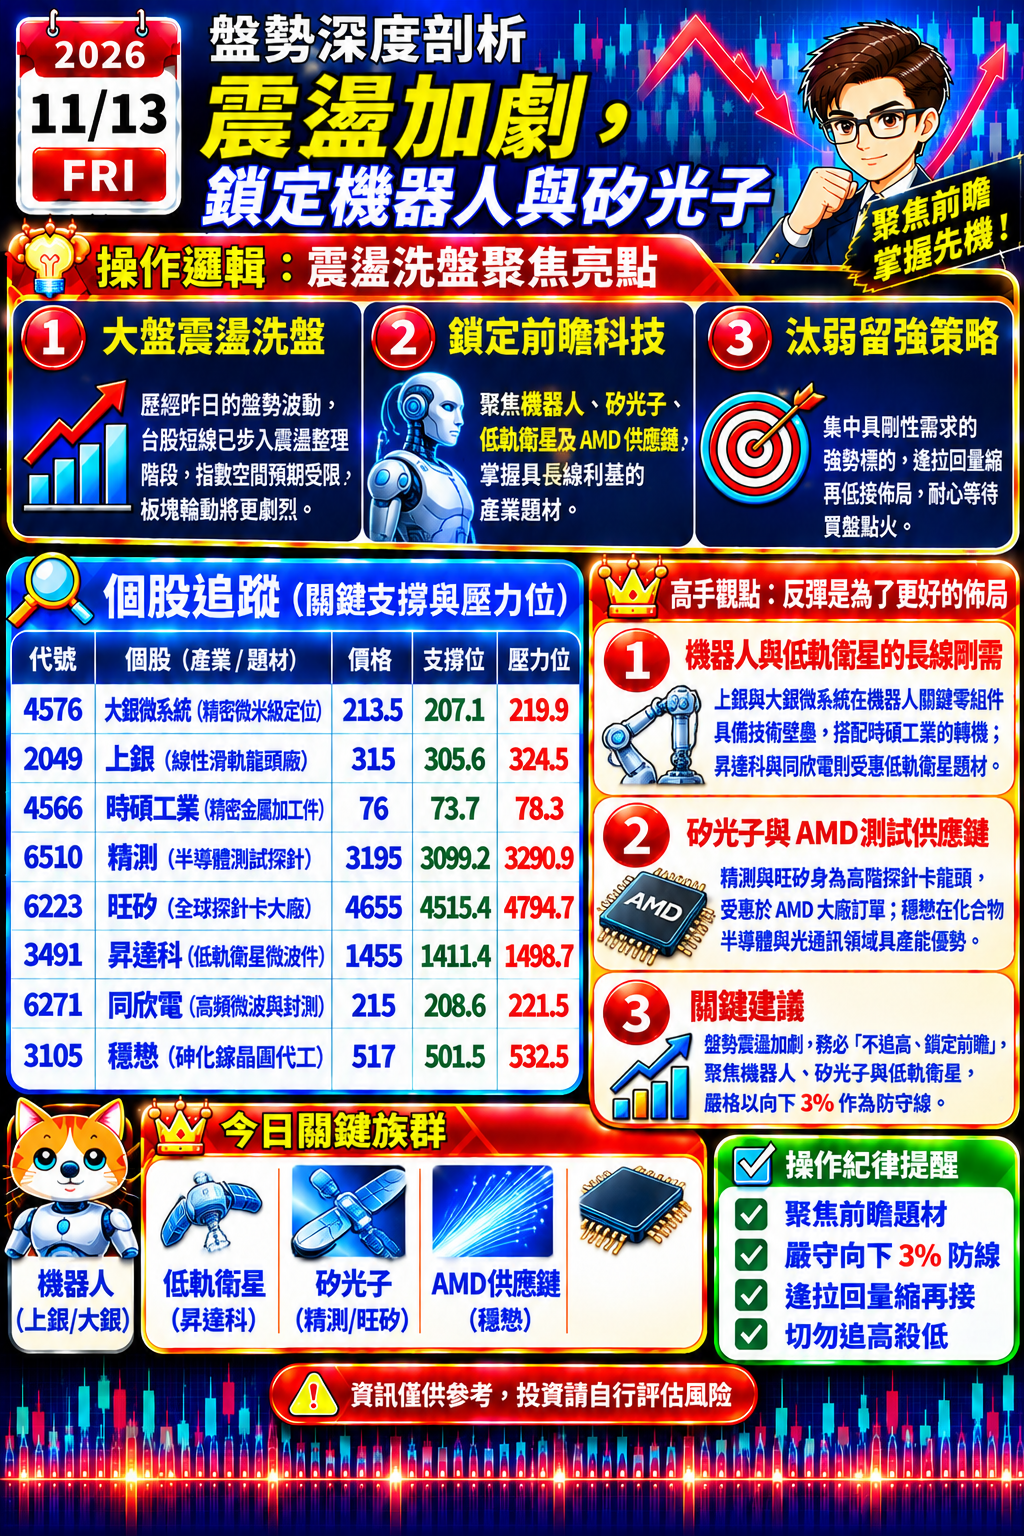 2026
11/13
FRI
盤勢深度剖析
震盪加劇，
鎖定機器人與矽光子
聚焦前瞻
掌握先機！
操作邏輯：震盪洗盤聚焦亮點
1 大盤震盪洗盤
歷經昨日的盤勢波動，
台股短線已步入震盪整理
階段，指數空間預期受限，
板塊輪動將更劇烈。
2 鎖定前瞻科技
聚焦機器人、矽光子、
低軌衛星及 AMD 供應鏈，
掌握具長線利基的
產業題材。
3 汰弱留強策略
集中具剛性需求的
強勢標的，逢拉回量縮
再低接佈局，耐心等待
買盤點火。
個股追蹤（關鍵支撐與壓力位）
代號 個股（產業 / 題材） 價格 支撐位 壓力位
4576 大銀微系統（精密微米級定位） 213.5 207.1 219.9
2049 上銀（線性滑軌龍頭廠） 315 305.6 324.5
4566 時碩工業（精密金屬加工件） 76 73.7 78.3
6510 精測（半導體測試探針） 3195 3099.2 3290.9
6223 旺矽（全球探針卡大廠） 4655 4515.4 4794.7
3491 昇達科（低軌衛星微波件） 1455 1411.4 1498.7
6271 同欣電（高頻微波與封測） 215 208.6 221.5
3105 穩懋（砷化鎵晶圓代工） 517 501.5 532.5
高手觀點：反彈是為了更好的佈局
1 機器人與低軌衛星的長線剛需
上銀與大銀微系統在機器人關鍵零組件
具備技術壁壘，搭配時碩工業的轉機；
昇達科與同欣電則受惠低軌衛星題材。
2 矽光子與 AMD 測試供應鏈
AMD
精測與旺矽身為高階探針卡龍頭，
受惠於 AMD 大廠訂單；穩懋在化合物
半導體與光通訊領域具產能優勢。
3 關鍵建議
盤勢震盪加劇，務必「不追高、鎖定前瞻」，
聚焦機器人、矽光子與低軌衛星，
嚴格以向下 3% 作為防守線。
今日關鍵族群
機器人
（上銀/大銀）
低軌衛星
（昇達科）
矽光子
（精測/旺矽）
AMD供應鏈
（穩懋）
操作紀律提醒
聚焦前瞻題材
嚴守向下 3% 防線
逢拉回量縮再接
切勿追高殺低
資訊僅供參考，投資請自行評估風險